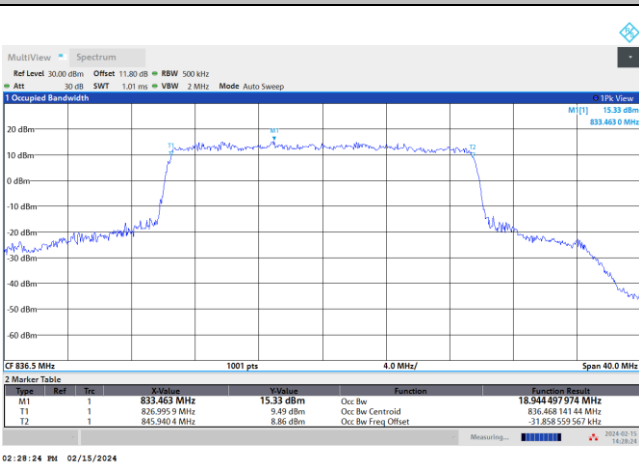 MultiView Spectrum
Ref Level 30.00 dBm Offset 11.80 dB RBW 500 kHz
Att 30 dB SWT 1.01 ms VBW 2 MHz Mode Auto Sweep
1 Occupied Bandwidth 1Pk View
M1[1] 15.33 dBm
833.463 0 MHz
20 dBm
M1
T1 T2
10 dBm
0 dBm
-10 dBm
-20 dBm
-30 dBm
-40 dBm
-50 dBm
-60 dBm
CF 836.5 MHz 1001 pts 4.0 MHz/ Span 40.0 MHz
2 Marker Table
Type Ref Trc X-Value Y-Value Function Function Result
M1 1 833.463 MHz 15.33 dBm Occ Bw 18.944 497 974 MHz
T1 1 826.995 9 MHz 9.49 dBm Occ Bw Centroid 836.468 141 44 MHz
T2 1 845.940 4 MHz 8.86 dBm Occ Bw Freq Offset -31.858 559 567 kHz
Measuring... 2024-02-15
14:28:24
02:28:24 PM 02/15/2024